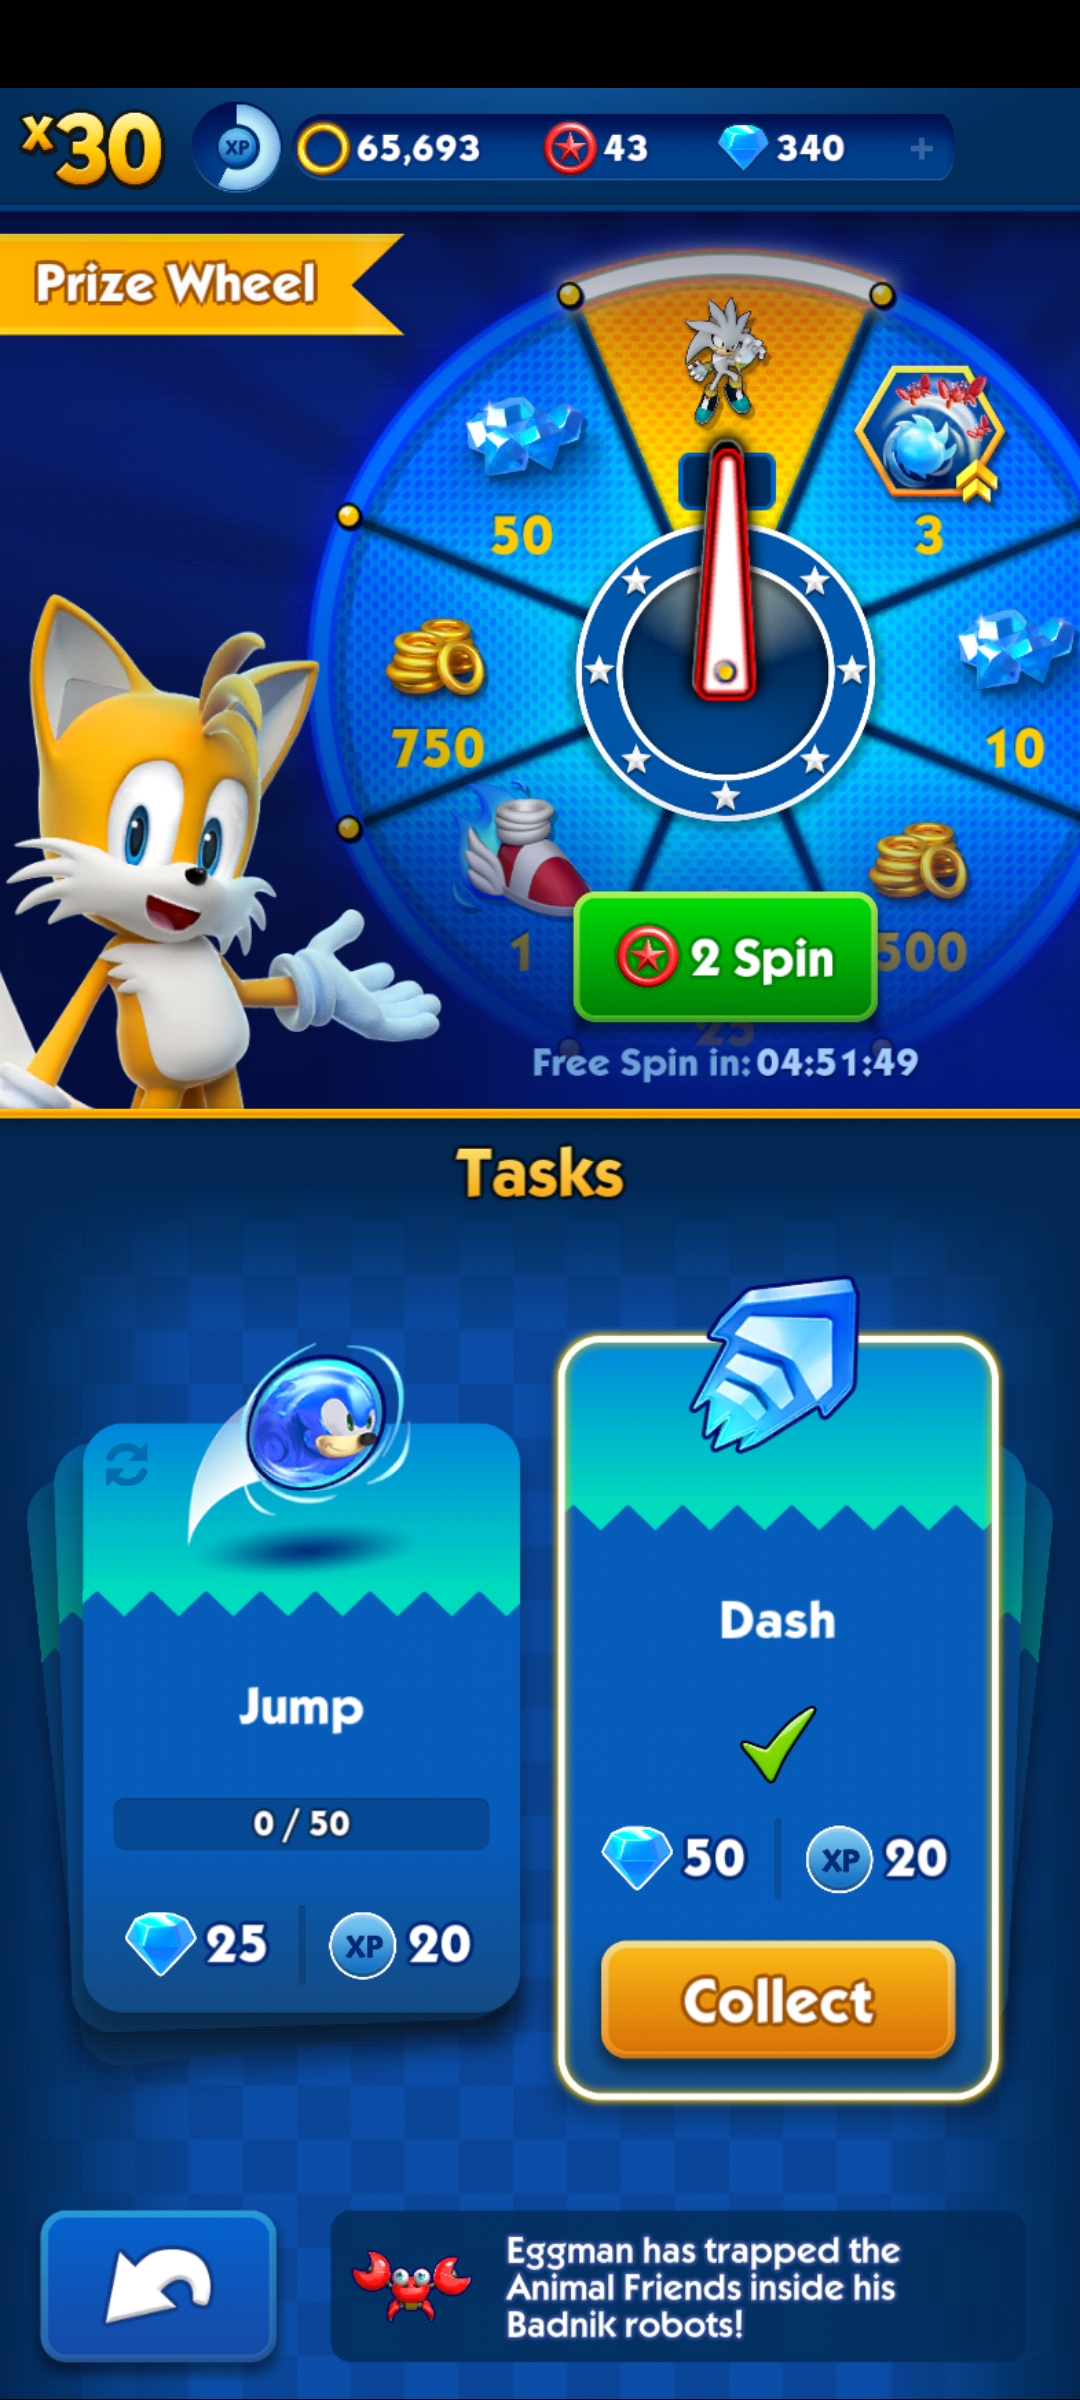 x30
XP
65,693
43
340
+
Prize Wheel
50
3
750
10
1
500
2 Spin
25
Free Spin in: 04:51:49
Tasks
Jump
0 / 50
25
XP
20
Dash
50
XP
20
Collect
Eggman has trapped the
Animal Friends inside his
Badnik robots!